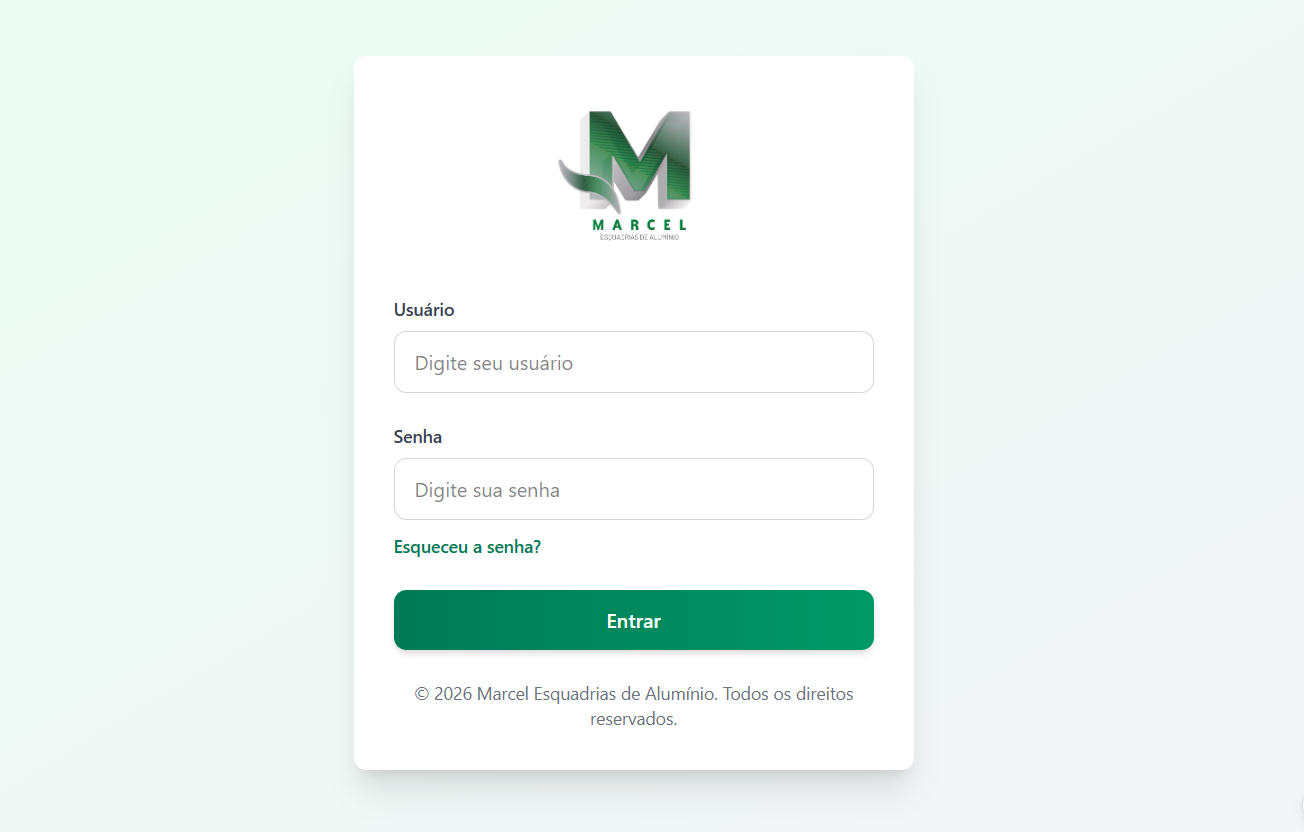 M
MARCEL
ESQUADRIAS DE ALUMÍNIO
Usuário
Digite seu usuário
Senha
Digite sua senha
Esqueceu a senha?
Entrar
© 2026 Marcel Esquadrias de Alumínio. Todos os direitos
reservados.